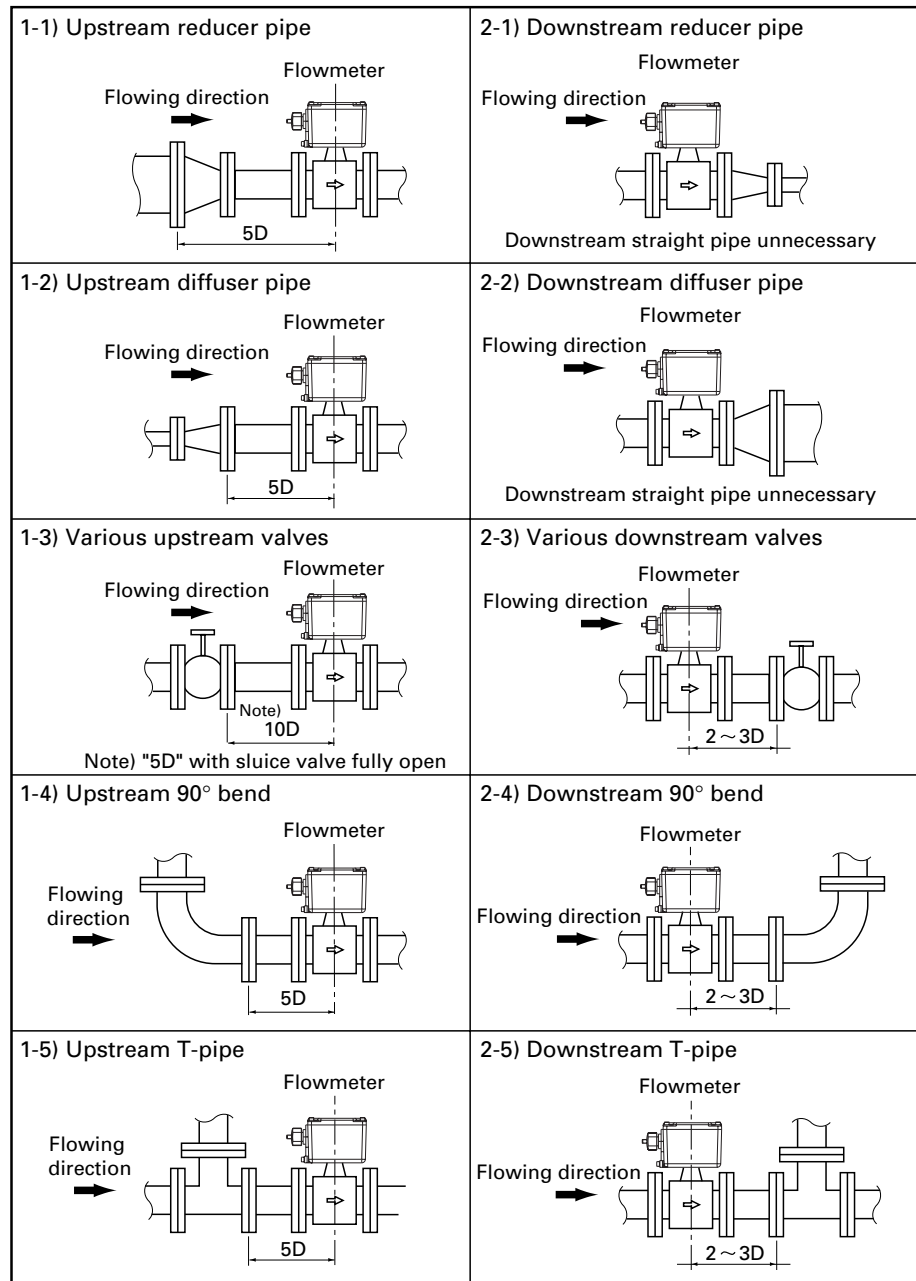 1-1) Upstream reducer pipe
Flowmeter
Flowing direction
5D
2-1) Downstream reducer pipe
Flowmeter
Flowing direction
Downstream straight pipe unnecessary
1-2) Upstream diffuser pipe
Flowmeter
Flowing direction
5D
2-2) Downstream diffuser pipe
Flowmeter
Flowing direction
Downstream straight pipe unnecessary
1-3) Various upstream valves
Flowmeter
Flowing direction
Note)
10D
Note) "5D" with sluice valve fully open
2-3) Various downstream valves
Flowmeter
Flowing direction
2～3D
1-4) Upstream 90° bend
Flowmeter
Flowing
direction
5D
2-4) Downstream 90° bend
Flowmeter
Flowing direction
2～3D
1-5) Upstream T-pipe
Flowmeter
Flowing
direction
5D
2-5) Downstream T-pipe
Flowmeter
Flowing direction
2～3D